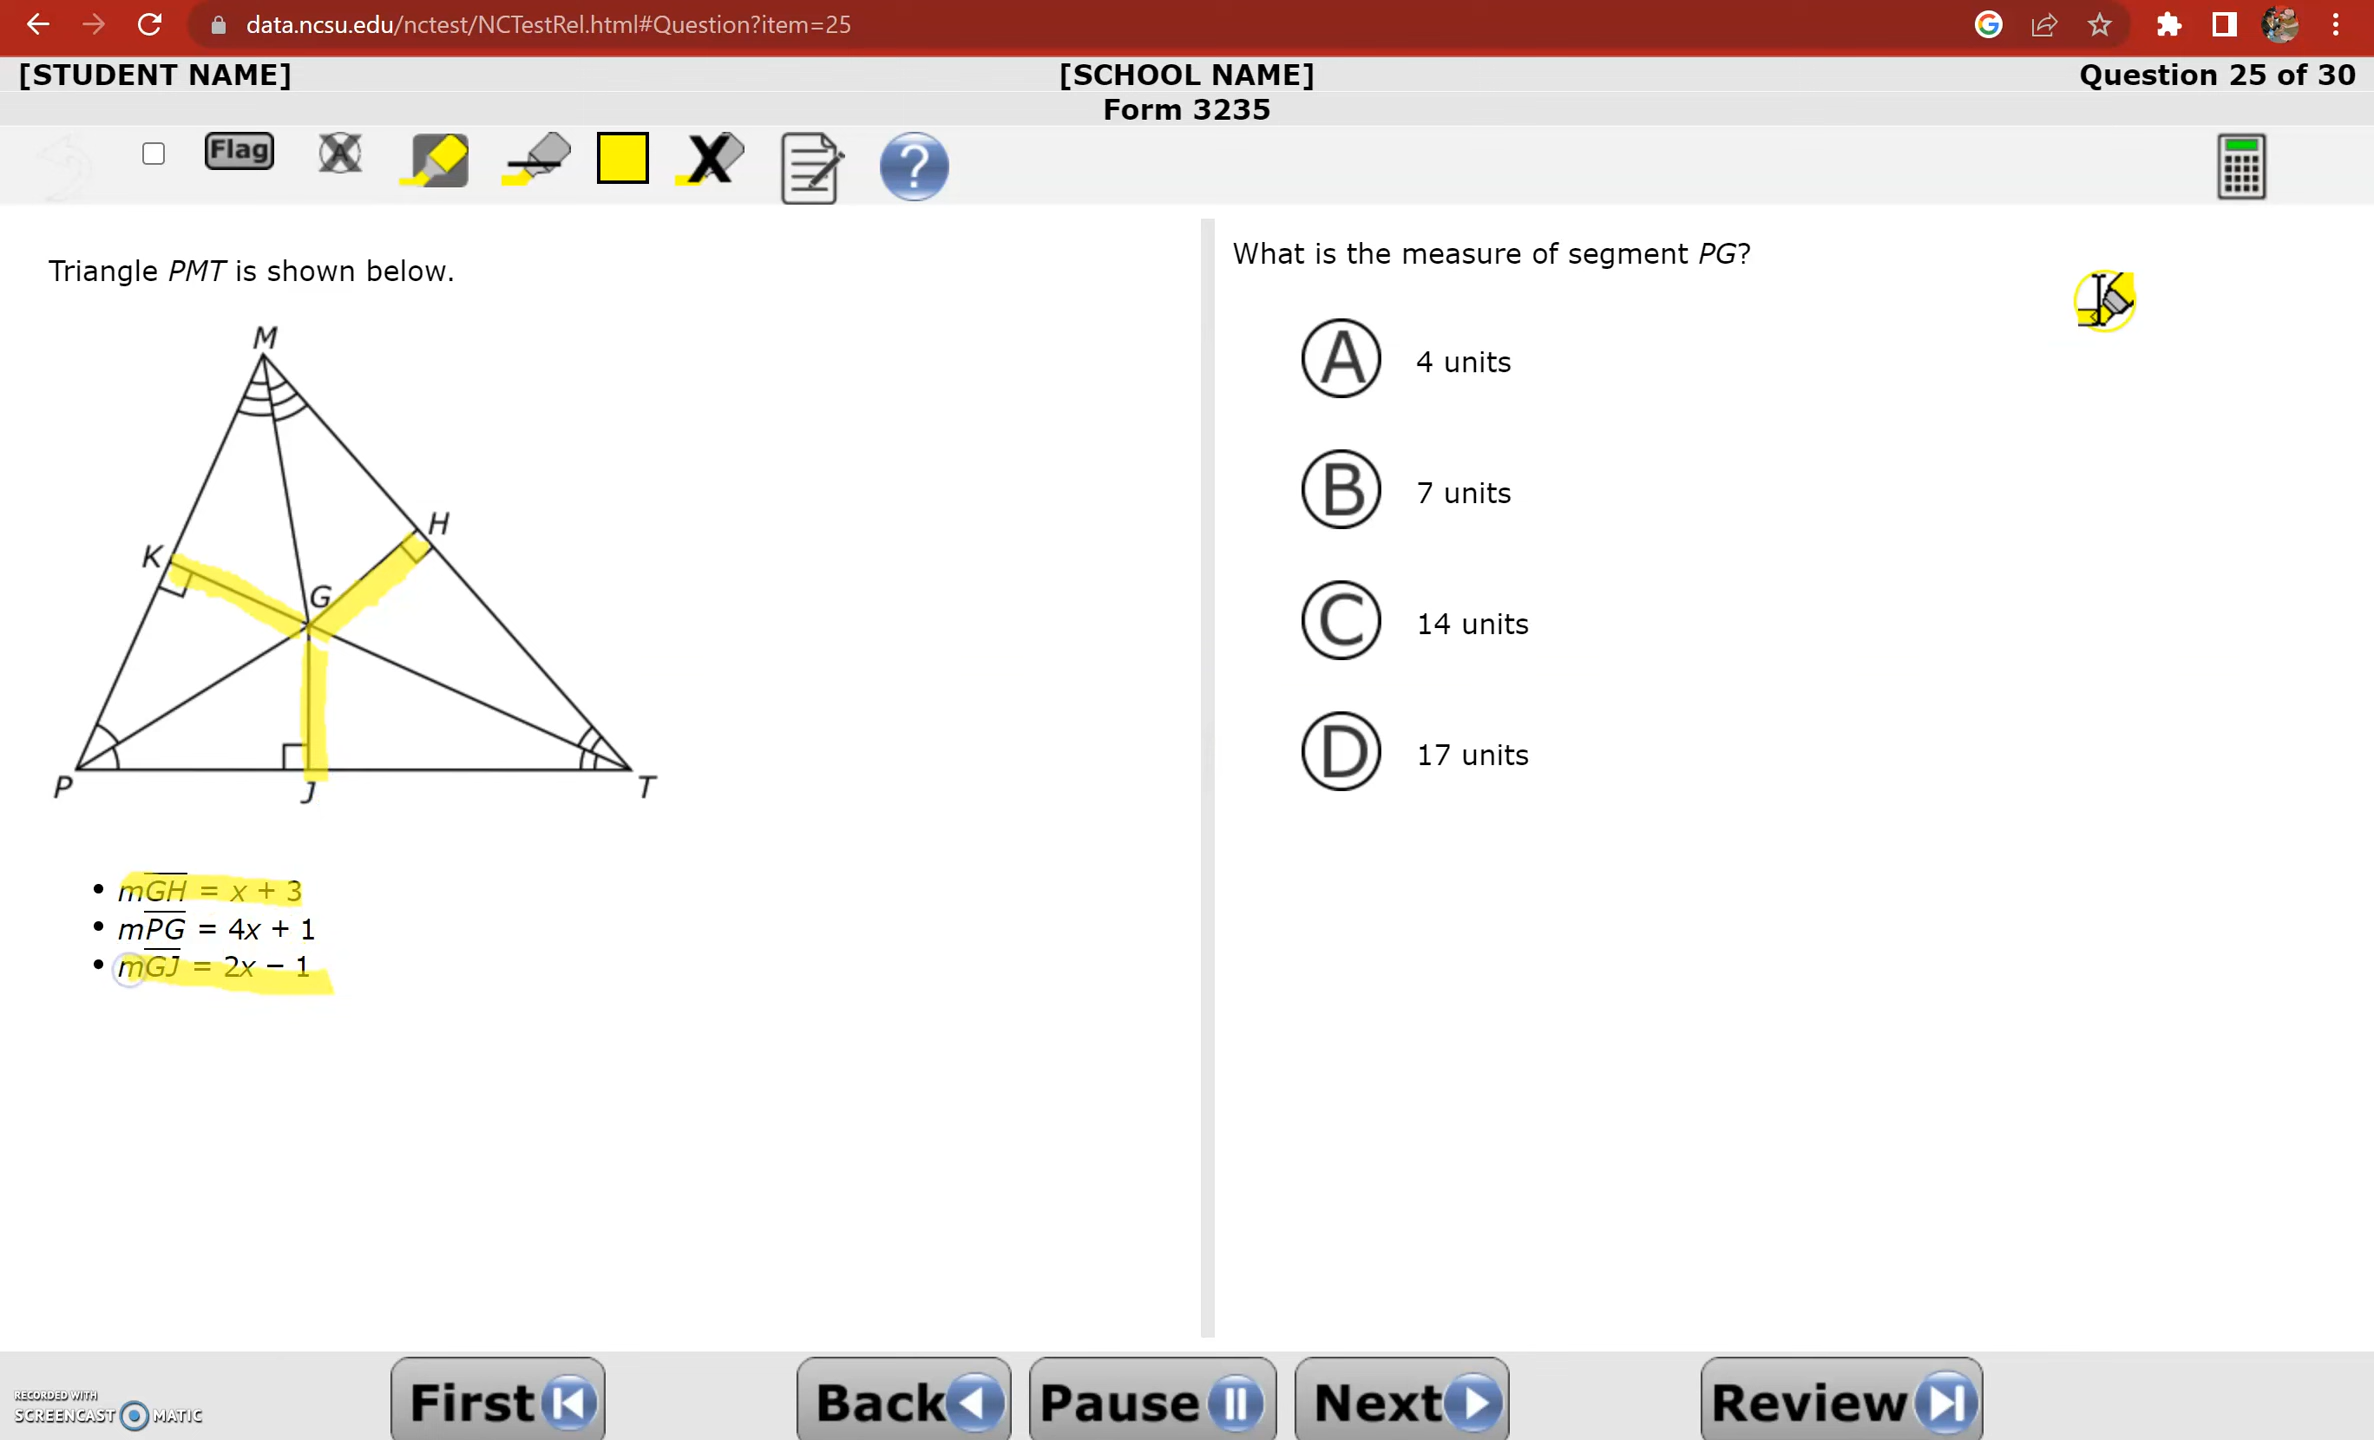 data.ncsu.edu/nctest/NCTestRel.html#Question?item=25
[STUDENT NAME] [SCHOOL NAME] Question 25 of 30
Form 3235
Flag A X ?
Triangle PMT is shown below.
M
H
K
G
P
J
T
• mGH = x + 3
• mPG = 4x + 1
• mGJ = 2x − 1
What is the measure of segment PG?
A 4 units
B 7 units
C 14 units
D 17 units
RECORDED WITH
SCREENCAST MATIC
First Back Pause Next Review